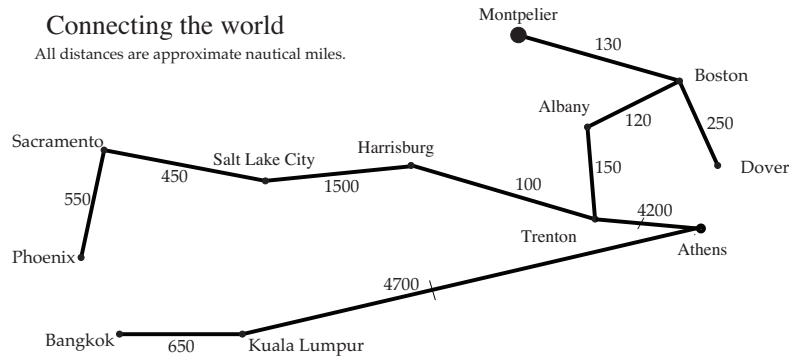 Connecting the world
All distances are approximate nautical miles.
Montpelier
130
Boston
Albany
120
250
Sacramento
Harrisburg
Salt Lake City
Dover
450
1500
150
100
550
4200
Trenton
Athens
Phoenix
4700
Bangkok
650
Kuala Lumpur